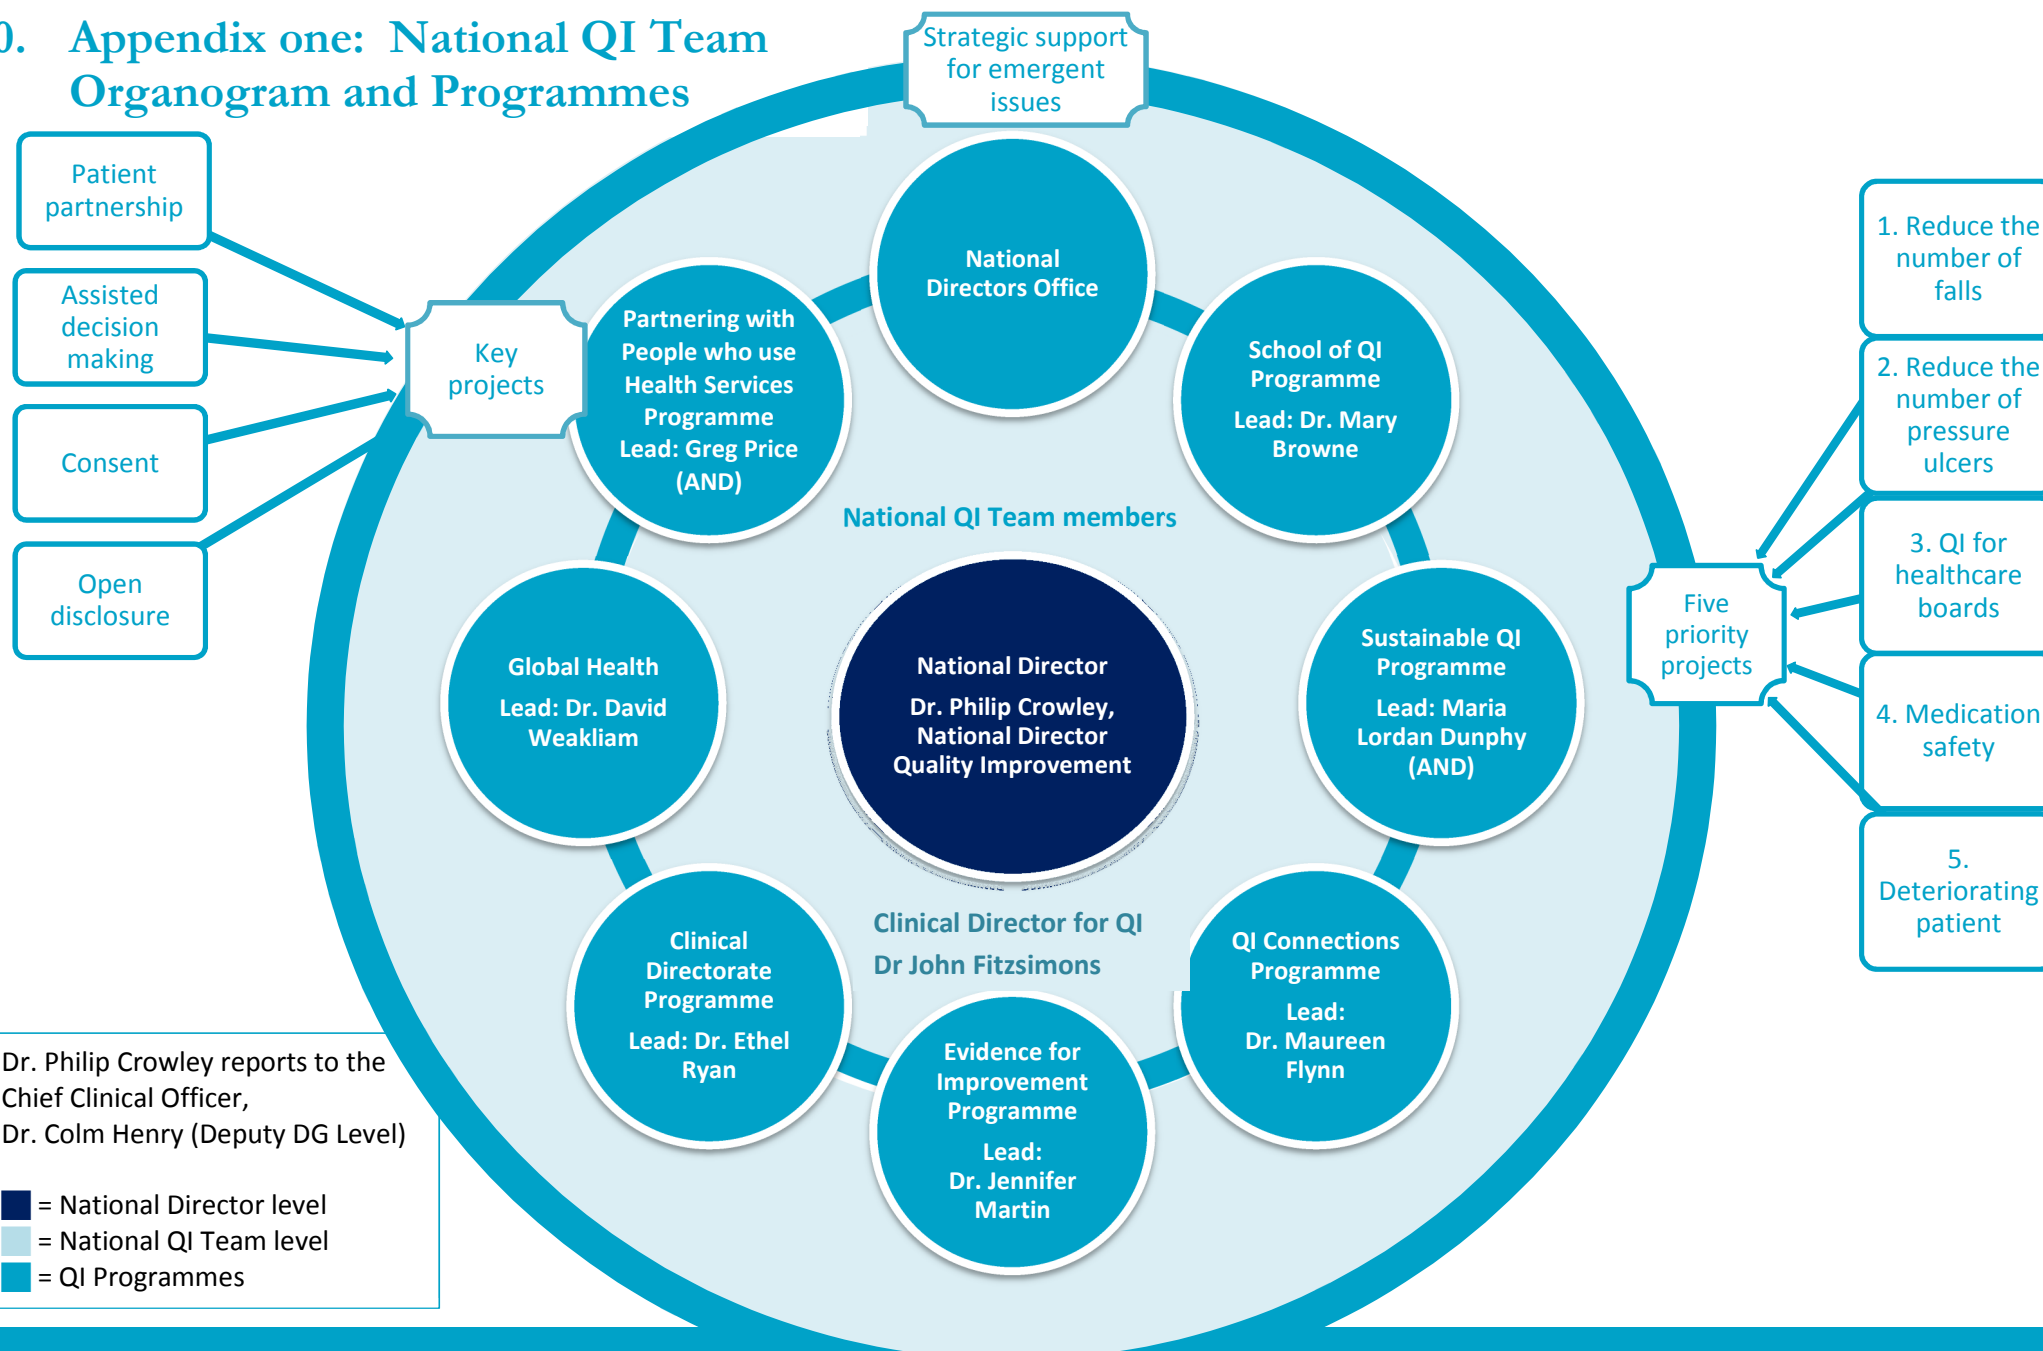 0. Appendix one: National QI Team
Organogram and Programmes
Strategic support
for emergent
issues
Patient
partnership
Assisted
decision
making
Consent
Open
disclosure
Key
projects
National
Directors Office
Partnering with
People who use
Health Services
Programme
Lead: Greg Price
(AND)
School of QI
Programme
Lead: Dr. Mary
Browne
National QI Team members
Global Health
Lead: Dr. David
Weakliam
National Director
Dr. Philip Crowley,
National Director
Quality Improvement
Sustainable QI
Programme
Lead: Maria
Lordan Dunphy
(AND)
Five
priority
projects
1. Reduce the
number of
falls
2. Reduce the
number of
pressure
ulcers
3. QI for
healthcare
boards
4. Medication
safety
5.
Deteriorating
patient
Clinical Director for QI
Dr John Fitzsimons
Clinical
Directorate
Programme
Lead: Dr. Ethel
Ryan
Evidence for
Improvement
Programme
Lead:
Dr. Jennifer
Martin
QI Connections
Programme
Lead:
Dr. Maureen
Flynn
Dr. Philip Crowley reports to the
Chief Clinical Officer,
Dr. Colm Henry (Deputy DG Level)
= National Director level
= National QI Team level
= QI Programmes